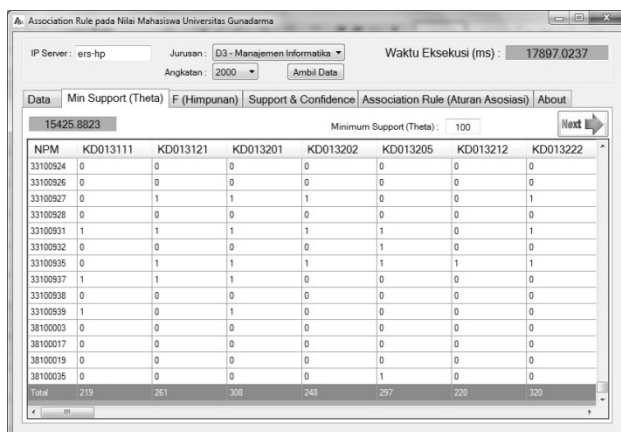 Association Rule pada Nilai Mahasiswa Universitas Gunadarma
IP Server : ers-hp Jurusan : D3 - Manajemen Informatika Waktu Eksekusi (ms) : 17897.0237
Angkatan : 2000 Ambil Data
Data Min Support (Theta) F (Himpunan) Support & Confidence Association Rule (Aturan Asosiasi) About
15425.8823 Minimum Support (Theta) : 100 Next
NPM KD013111 KD013121 KD013201 KD013202 KD013205 KD013212 KD013222
33100924 0 0 0 0 0 0 0
33100926 0 0 0 0 0 0 0
33100927 0 1 1 1 0 0 1
33100928 0 0 0 0 0 0 0
33100931 1 1 1 1 1 0 1
33100932 0 0 0 0 1 0 0
33100935 0 1 1 1 1 1 1
33100937 1 1 1 0 0 0 0
33100938 0 0 0 0 0 0 0
33100939 1 0 1 0 0 0 0
38100003 0 0 0 0 0 0 0
38100017 0 0 0 0 0 0 0
38100019 0 0 0 0 0 0 0
38100035 0 0 0 0 1 0 0
Total 219 261 308 248 297 220 320